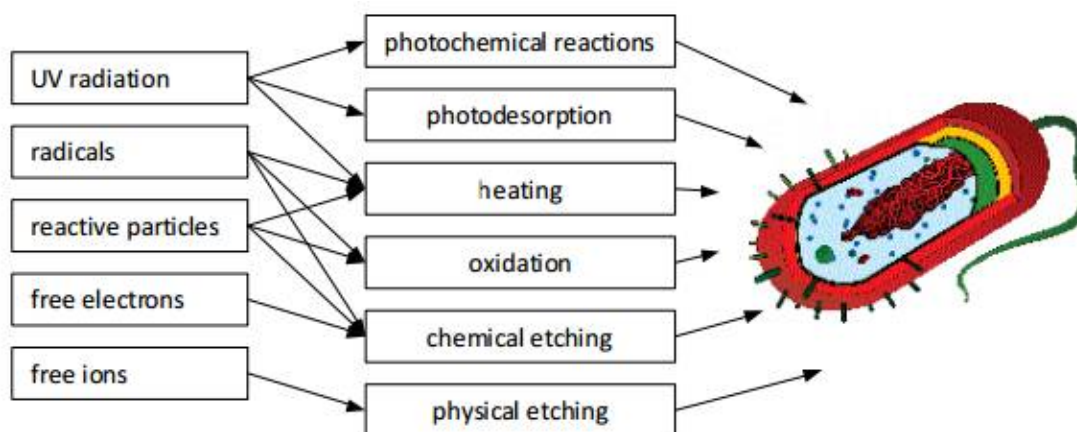 UV radiation
radicals
reactive particles
free electrons
free ions
photochemical reactions
photodesorption
heating
oxidation
chemical etching
physical etching